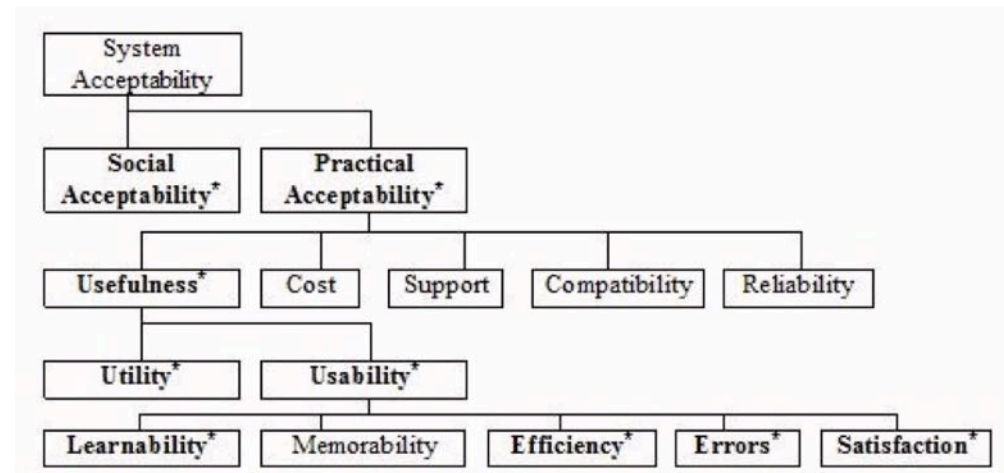 System
Acceptability
Social
Acceptability*
Practical
Acceptability*
Usefulness*
Cost
Support
Compatibility
Reliability
Utility*
Usability*
Learnability*
Memorability
Efficiency*
Errors*
Satisfaction*